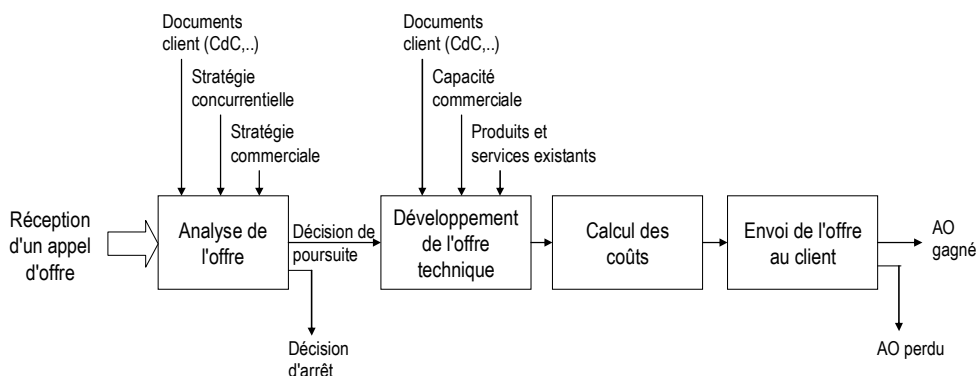 Documents
client (CdC,..)
Stratégie
concurrentielle
Stratégie
commerciale
Documents
client (CdC,..)
Capacité
commerciale
Produits et
services existants
Réception
d'un appel
d'offre
Analyse de
l'offre
Décision de
poursuite
Développement
de l'offre
technique
Calcul des
coûts
Envoi de l'offre
au client
AO
gagné
Décision
d'arrêt
AO perdu